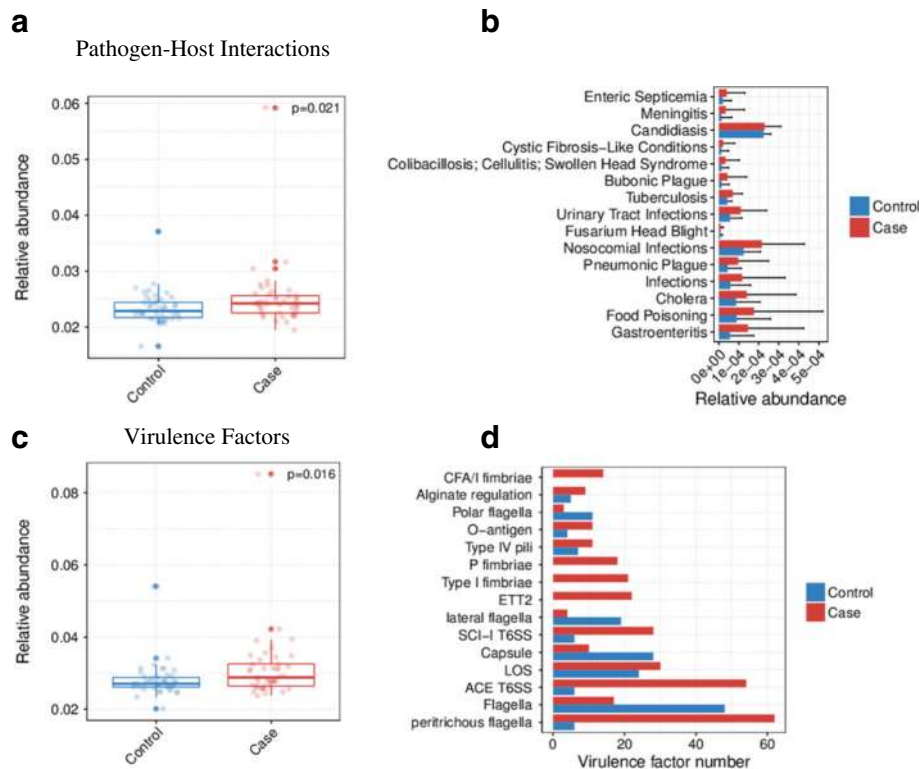 a
Pathogen-Host Interactions
0.06
0.05
0.04
0.03
0.02
Relative abundance
p=0.021
Control
Case
b
Enteric Septicemia
Meningitis
Candidiasis
Cystic Fibrosis-Like Conditions
Colibacillosis; Cellulitis; Swollen Head Syndrome
Bubonic Plague
Tuberculosis
Urinary Tract Infections
Fusarium Head Blight
Nosocomial Infections
Pneumonic Plague
Infections
Cholera
Food Poisoning
Gastroenteritis
0e+00
1e-04
2e-04
3e-04
4e-04
5e-04
Relative abundance
Control
Case
c
Virulence Factors
0.08
0.06
0.04
0.02
Relative abundance
p=0.016
Control
Case
d
CFA/I fimbriae
Alginate regulation
Polar flagella
O-antigen
Type IV pili
P fimbriae
Type I fimbriae
ETT2
lateral flagella
SCI-I T6SS
Capsule
LOS
ACE T6SS
Flagella
peritrichous flagella
0
20
40
60
Virulence factor number
Control
Case